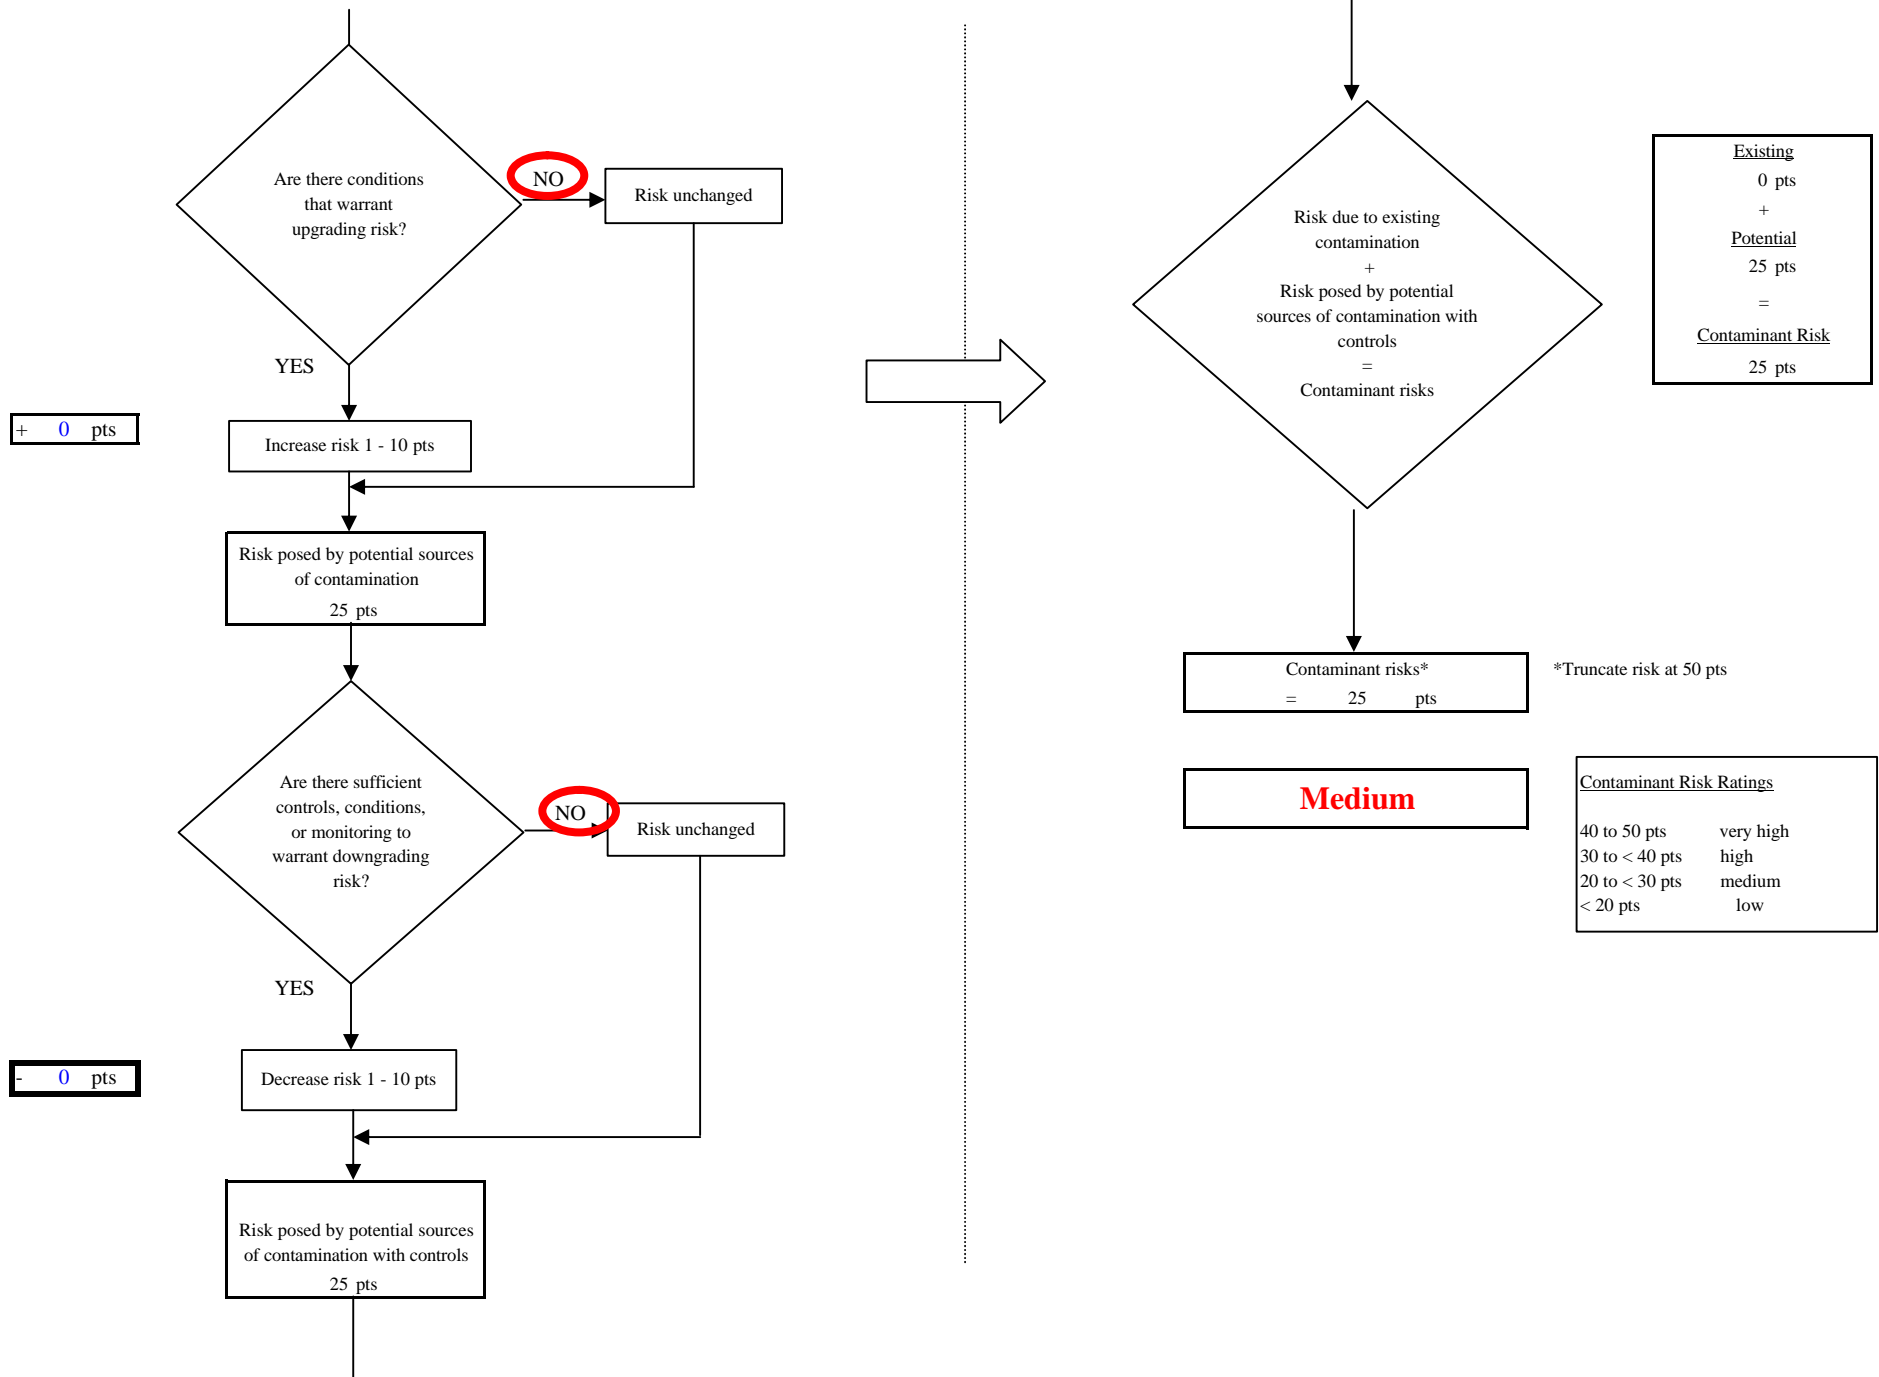 Are there conditions
that warrant
upgrading risk?
NO
Risk unchanged
YES
+ 0 pts
Increase risk 1 - 10 pts
Risk posed by potential sources
of contamination
25 pts
Are there sufficient
controls, conditions,
or monitoring to
warrant downgrading
risk?
NO
Risk unchanged
YES
- 0 pts
Decrease risk 1 - 10 pts
Risk posed by potential sources
of contamination with controls
25 pts
Risk due to existing
contamination
+
Risk posed by potential
sources of contamination with
controls
=
Contaminant risks
Existing
0 pts
+
Potential
25 pts
=
Contaminant Risk
25 pts
Contaminant risks*
= 25 pts
*Truncate risk at 50 pts
Medium
Contaminant Risk Ratings
40 to 50 pts very high
30 to < 40 pts high
20 to < 30 pts medium
< 20 pts low